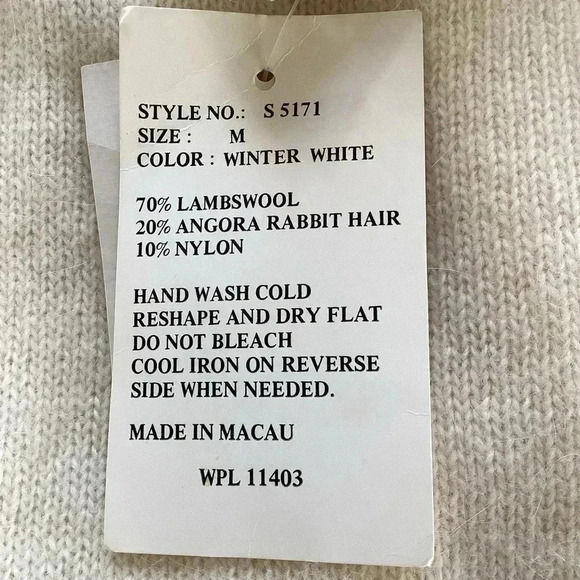 STYLE NO.: S 5171
SIZE : M
COLOR : WINTER WHITE
70% LAMBSWOOL
20% ANGORA RABBIT HAIR
10% NYLON
HAND WASH COLD
RESHAPE AND DRY FLAT
DO NOT BLEACH
COOL IRON ON REVERSE
SIDE WHEN NEEDED.
MADE IN MACAU
WPL 11403